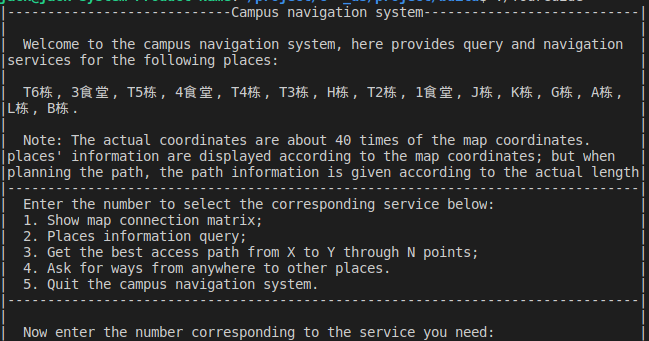 |----------------------------Campus navigation system---------------------------|
Welcome to the campus navigation system, here provides query and navigation
services for the following places:
T6栋, 3食堂, T5栋, 4食堂, T4栋, T3栋, H栋, T2栋, 1食堂, J栋, K栋, G栋, A栋,
L栋, B栋.
Note: The actual coordinates are about 40 times of the map coordinates.
places' information are displayed according to the map coordinates; but when
planning the path, the path information is given according to the actual length
Enter the number to select the corresponding service below:
1. Show map connection matrix;
2. Places information query;
3. Get the best access path from X to Y through N points;
4. Ask for ways from anywhere to other places.
5. Quit the campus navigation system.
Now enter the number corresponding to the service you need: